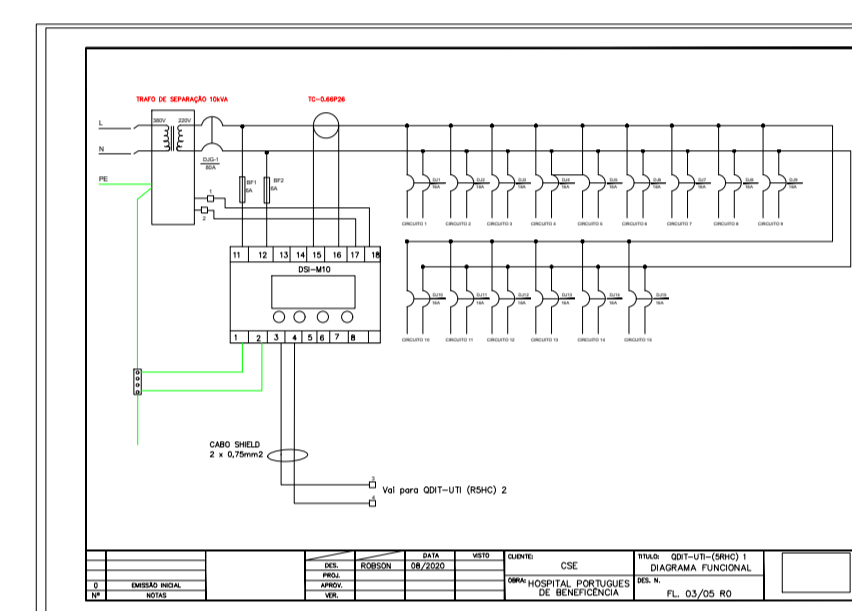 TRAFO DE SEPARAÇÃO 10kVA
TC-0.66P26
380V 220V
L
N
PE
DJG-1
80A
BF1
6A
BF2
6A
1
2
DJ1
16A
DJ2
16A
DJ3
16A
DJ4
16A
DJ5
16A
DJ6
16A
DJ7
16A
DJ8
16A
DJ9
16A
CIRCUITO 1 CIRCUITO 2 CIRCUITO 3 CIRCUITO 4 CIRCUITO 5 CIRCUITO 6 CIRCUITO 7 CIRCUITO 8 CIRCUITO 9
11 12 13 14 15 16 17 18
DSI-M10
1 2 3 4 5 6 7 8
DJ10
16A
DJ11
16A
DJ12
16A
DJ13
16A
DJ14
16A
DJ15
16A
CIRCUITO 10 CIRCUITO 11 CIRCUITO 12 CIRCUITO 13 CIRCUITO 14 CIRCUITO 15
CABO SHIELD
2 x 0,75mm2
3
4
Vai para QDIT-UTI (R5HC) 2
DATA VISTO
DES. ROBSON 08/2020
PROJ.
APROV.
VER.
0 EMISSÃO INICIAL
Nº NOTAS
CLIENTE:
CSE
OBRA: HOSPITAL PORTUGUES
DE BENEFICÊNCIA
TITULO: QDIT-UTI-(5RHC) 1
DIAGRAMA FUNCIONAL
DES. N.
FL. 03/05 R0